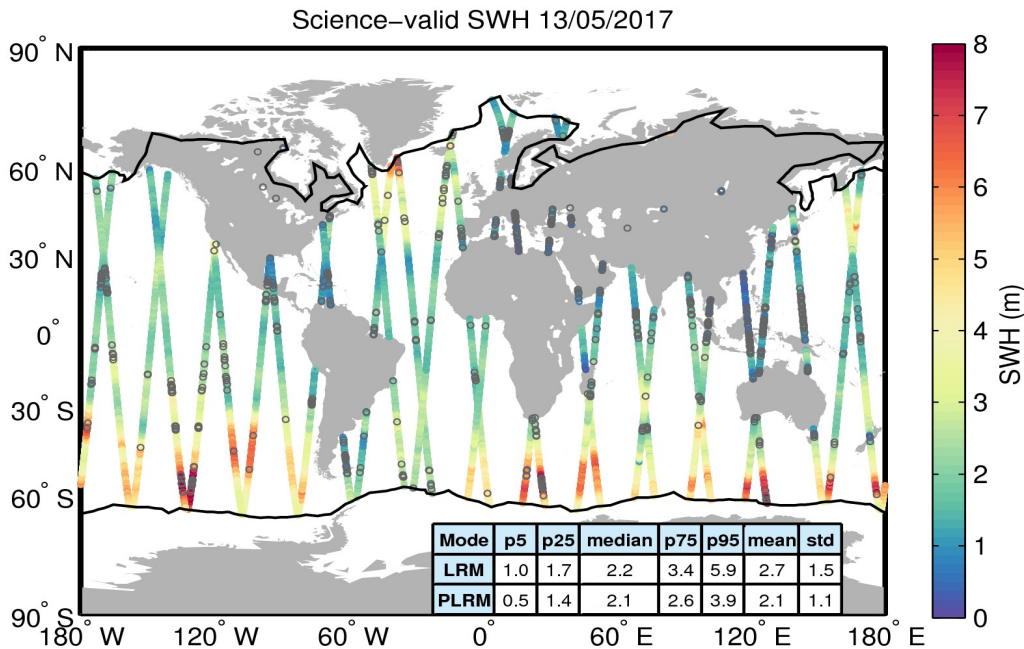 Science−valid SWH 13/05/2017
90° N
60° N
30° N
0°
30° S
60° S
90° S
180° W
120° W
60° W
0°
60° E
120° E
180° E
Mode p5 p25 median p75 p95 mean std
LRM 1.0 1.7 2.2 3.4 5.9 2.7 1.5
PLRM 0.5 1.4 2.1 2.6 3.9 2.1 1.1
8
7
6
5
4
3
2
1
0
SWH (m)